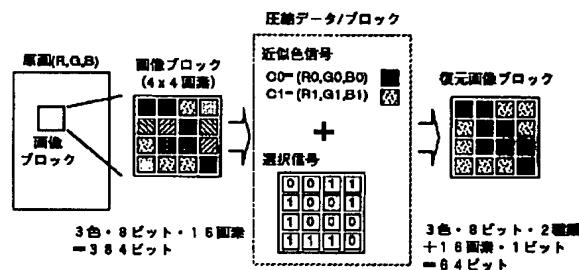 圧縮データ/ブロック
原画(R,G,B)
画像ブロック
(4x4画素)
近似色信号
C0=(R0,G0,B0)
C1=(R1,G1,B1)
復元画像ブロック
画像
ブロック
+
選択信号
0 0 1 1
1 0 0 1
1 0 0 0
1 1 1 0
3色・8ビット・16画素
=384ビット
3色・8ビット・2種類
+16画素・1ビット
=64ビット